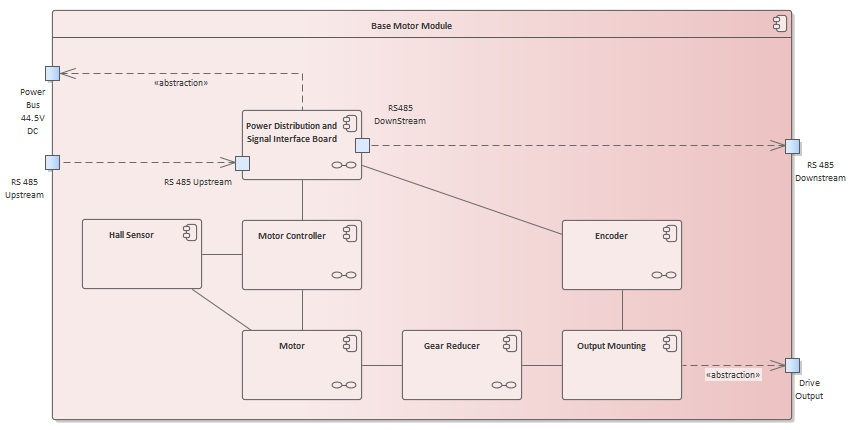 Base Motor Module
«abstraction»
Power
Bus
44.5V
DC
RS485
DownStream
Power Distribution and
Signal Interface Board
RS 485
Upstream
RS 485 Upstream
RS 485
Downstream
Hall Sensor
Motor Controller
Encoder
Motor
Gear Reducer
Output Mounting
«abstraction»
Drive
Output